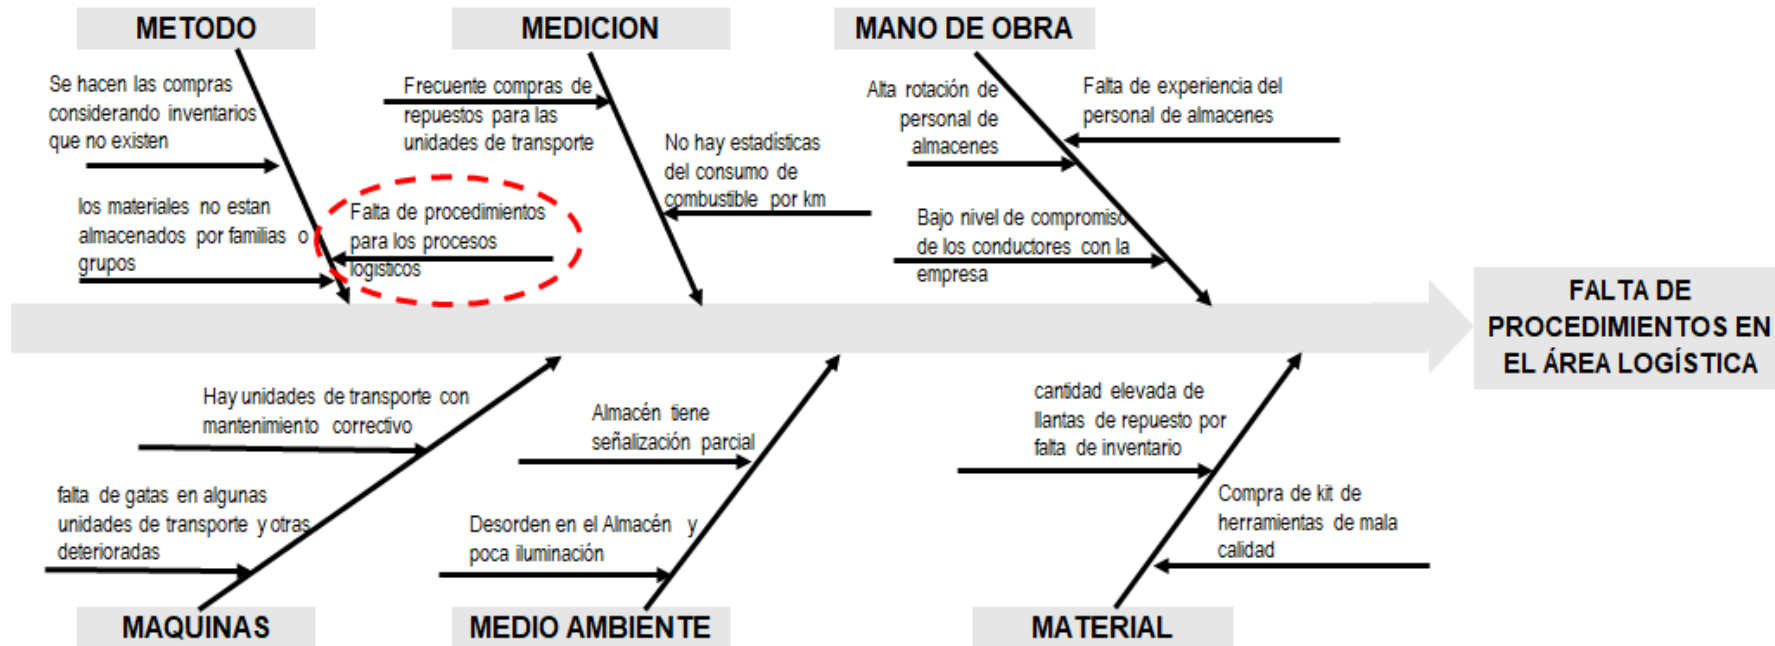 METODO
MEDICION
MANO DE OBRA
Se hacen las compras
considerando inventarios
que no existen
Frecuente compras de
repuestos para las
unidades de transporte
Alta rotación de
personal de
almacenes
Falta de experiencia del
personal de almacenes
No hay estadísticas
del consumo de
combustible por km
los materiales no estan
almacenados por familias o
grupos
Falta de procedimientos
para los procesos
logísticos
Bajo nivel de compromiso
de los conductores con la
empresa
FALTA DE
PROCEDIMIENTOS EN
EL ÁREA LOGÍSTICA
Hay unidades de transporte con
mantenimiento correctivo
Almacén tiene
señalización parcial
cantidad elevada de
llantas de repuesto por
falta de inventario
falta de gatas en algunas
unidades de transporte y otras
deterioradas
Desorden en el Almacén y
poca iluminación
Compra de kit de
herramientas de mala
calidad
MAQUINAS
MEDIO AMBIENTE
MATERIAL